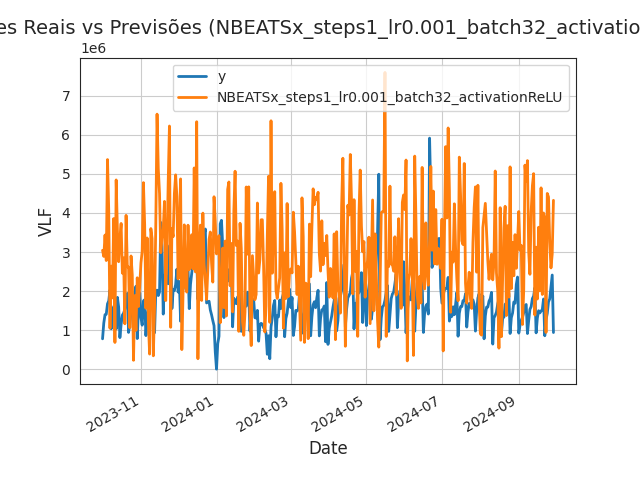 es Reais vs Previsões (NBEATSx_steps1_lr0.001_batch32_activatio
1e6
y
NBEATSx_steps1_lr0.001_batch32_activationReLU
7
6
5
4
3
2
1
0
VLF
2023-11
2024-01
2024-03
2024-05
2024-07
2024-09
Date